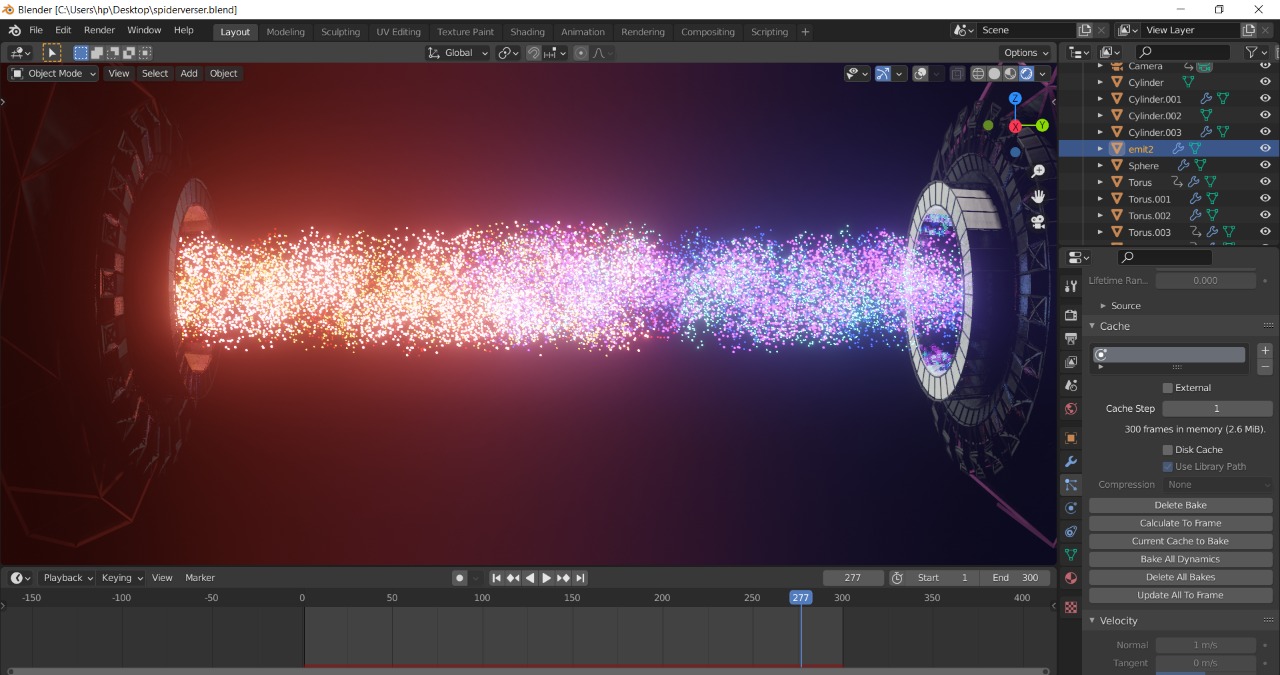 Blender [C:\Users\hp\Desktop\spiderverser.blend]
File Edit Render Window Help Layout Modeling Sculpting UV Editing Texture Paint Shading Animation Rendering Compositing Scripting + Scene View Layer
Global Options
Object Mode View Select Add Object
Z
X Y
Camera
Cylinder
Cylinder.001
Cylinder.002
Cylinder.003
emit2
Sphere
Torus
Torus.001
Torus.002
Torus.003
Lifetime Ran... 0.000
Source
Cache
External
Cache Step 1
300 frames in memory (2.6 MiB).
Disk Cache
Use Library Path
Compression None
Delete Bake
Calculate To Frame
Current Cache to Bake
Bake All Dynamics
Delete All Bakes
Update All To Frame
Velocity
Normal 1 m/s
Tangent 0 m/s
Playback Keying View Marker 277 Start 1 End 300
-150 -100 -50 0 50 100 150 200 250 277 300 350 400